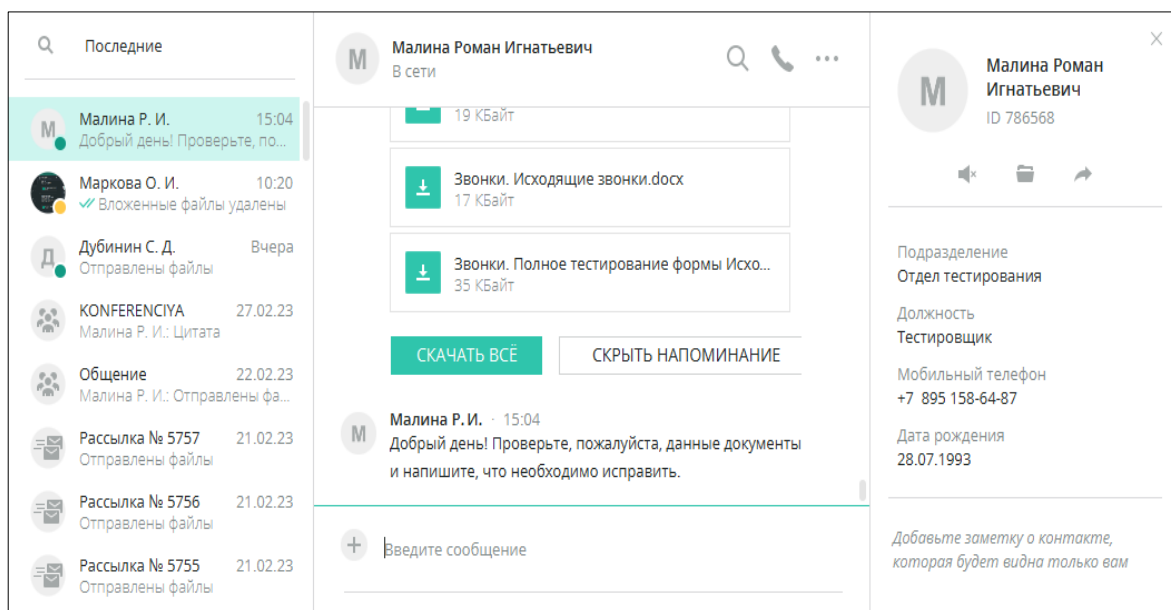 Последние
Малина Р. И. 15:04
Добрый день! Проверьте, по...
Маркова О. И. 10:20
Вложенные файлы удалены
Дубинин С. Д. Вчера
Отправлены файлы
KONFERENCIYA 27.02.23
Малина Р. И.: Цитата
Общение 22.02.23
Малина Р. И.: Отправлены фа...
Рассылка № 5757 21.02.23
Отправлены файлы
Рассылка № 5756 21.02.23
Отправлены файлы
Рассылка № 5755 21.02.23
Отправлены файлы
М
Малина Роман Игнатьевич
В сети
19 КБайт
Звонки. Исходящие звонки.docx
17 КБайт
Звонки. Полное тестирование формы Исхо...
35 КБайт
СКАЧАТЬ ВСЁ СКРЫТЬ НАПОМИНАНИЕ
М
Малина Р. И. · 15:04
Добрый день! Проверьте, пожалуйста, данные документы
и напишите, что необходимо исправить.
Введите сообщение
М
Малина Роман
Игнатьевич
ID 786568
Подразделение
Отдел тестирования
Должность
Тестировщик
Мобильный телефон
+7 895 158-64-87
Дата рождения
28.07.1993
Добавьте заметку о контакте,
которая будет видна только вам
М
Д